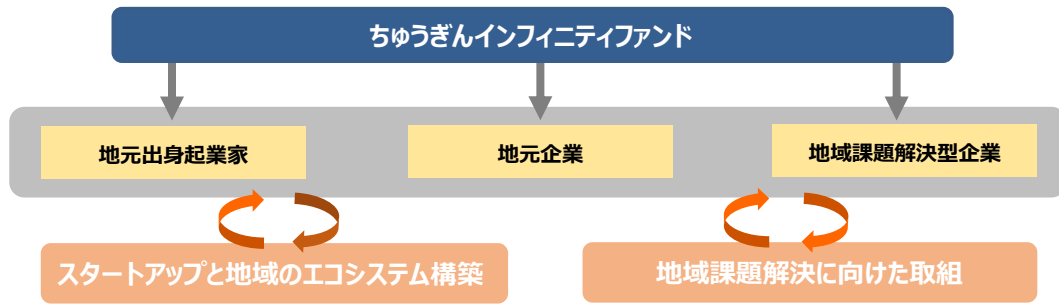 ちゅうぎんインフィニティファンド
地元出身起業家
地元企業
地域課題解決型企業
スタートアップと地域のエコシステム構築
地域課題解決に向けた取組